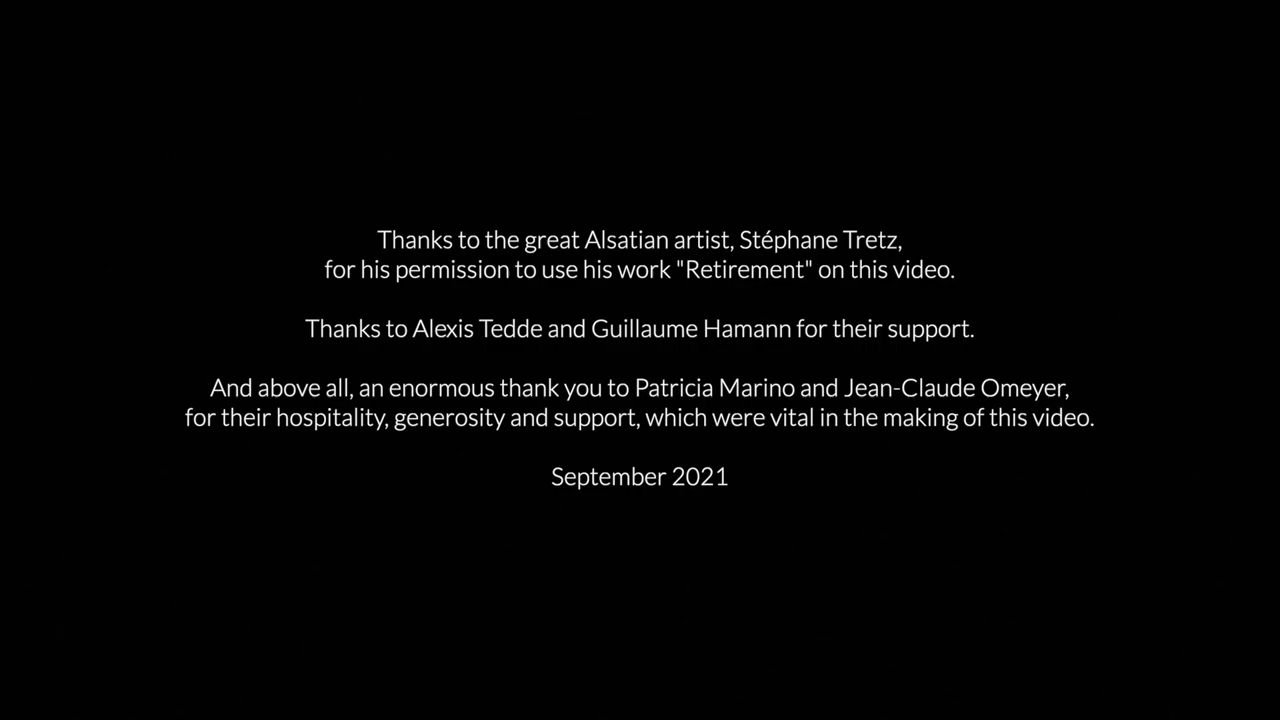 Thanks to the great Alsatian artist, Stéphane Tretz,
for his permission to use his work "Retirement" on this video.
Thanks to Alexis Tedde and Guillaume Hamann for their support.
And above all, an enormous thank you to Patricia Marino and Jean-Claude Omeyer,
for their hospitality, generosity and support, which were vital in the making of this video.
September 2021